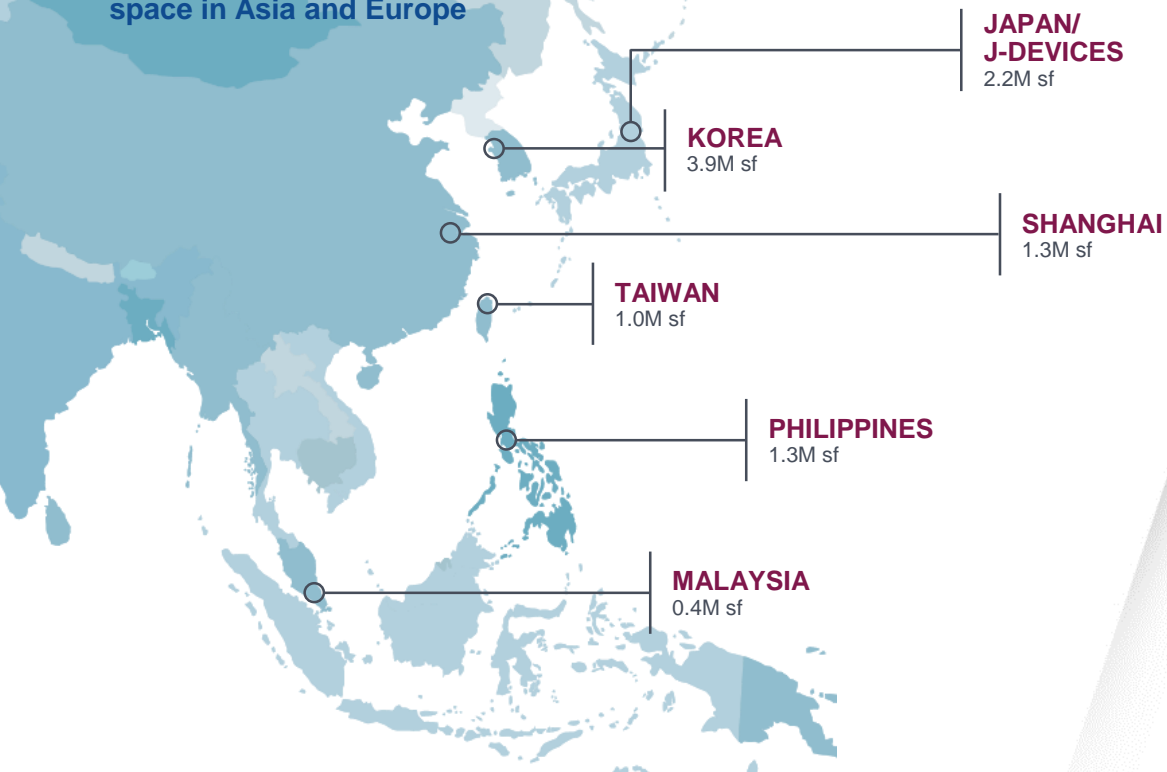 space in Asia and Europe
JAPAN/
J-DEVICES
2.2M sf
KOREA
3.9M sf
SHANGHAI
1.3M sf
TAIWAN
1.0M sf
PHILIPPINES
1.3M sf
MALAYSIA
0.4M sf